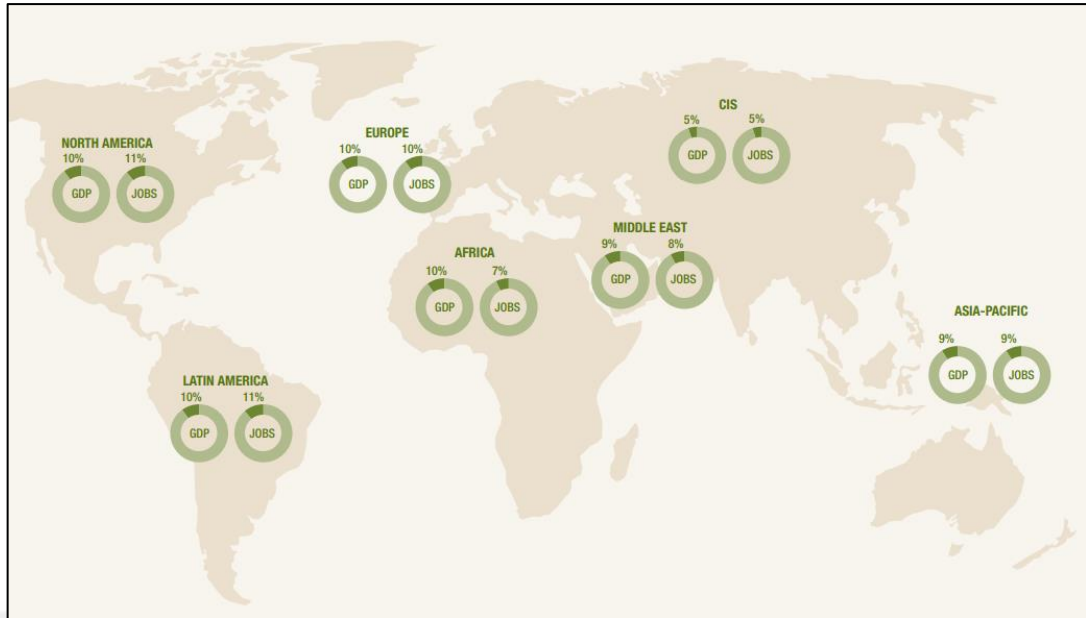 NORTH AMERICA
10% 11%
GDP JOBS
EUROPE
10% 10%
GDP JOBS
CIS
5% 5%
GDP JOBS
AFRICA
10% 7%
GDP JOBS
MIDDLE EAST
9% 8%
GDP JOBS
ASIA-PACIFIC
9% 9%
GDP JOBS
LATIN AMERICA
10% 11%
GDP JOBS